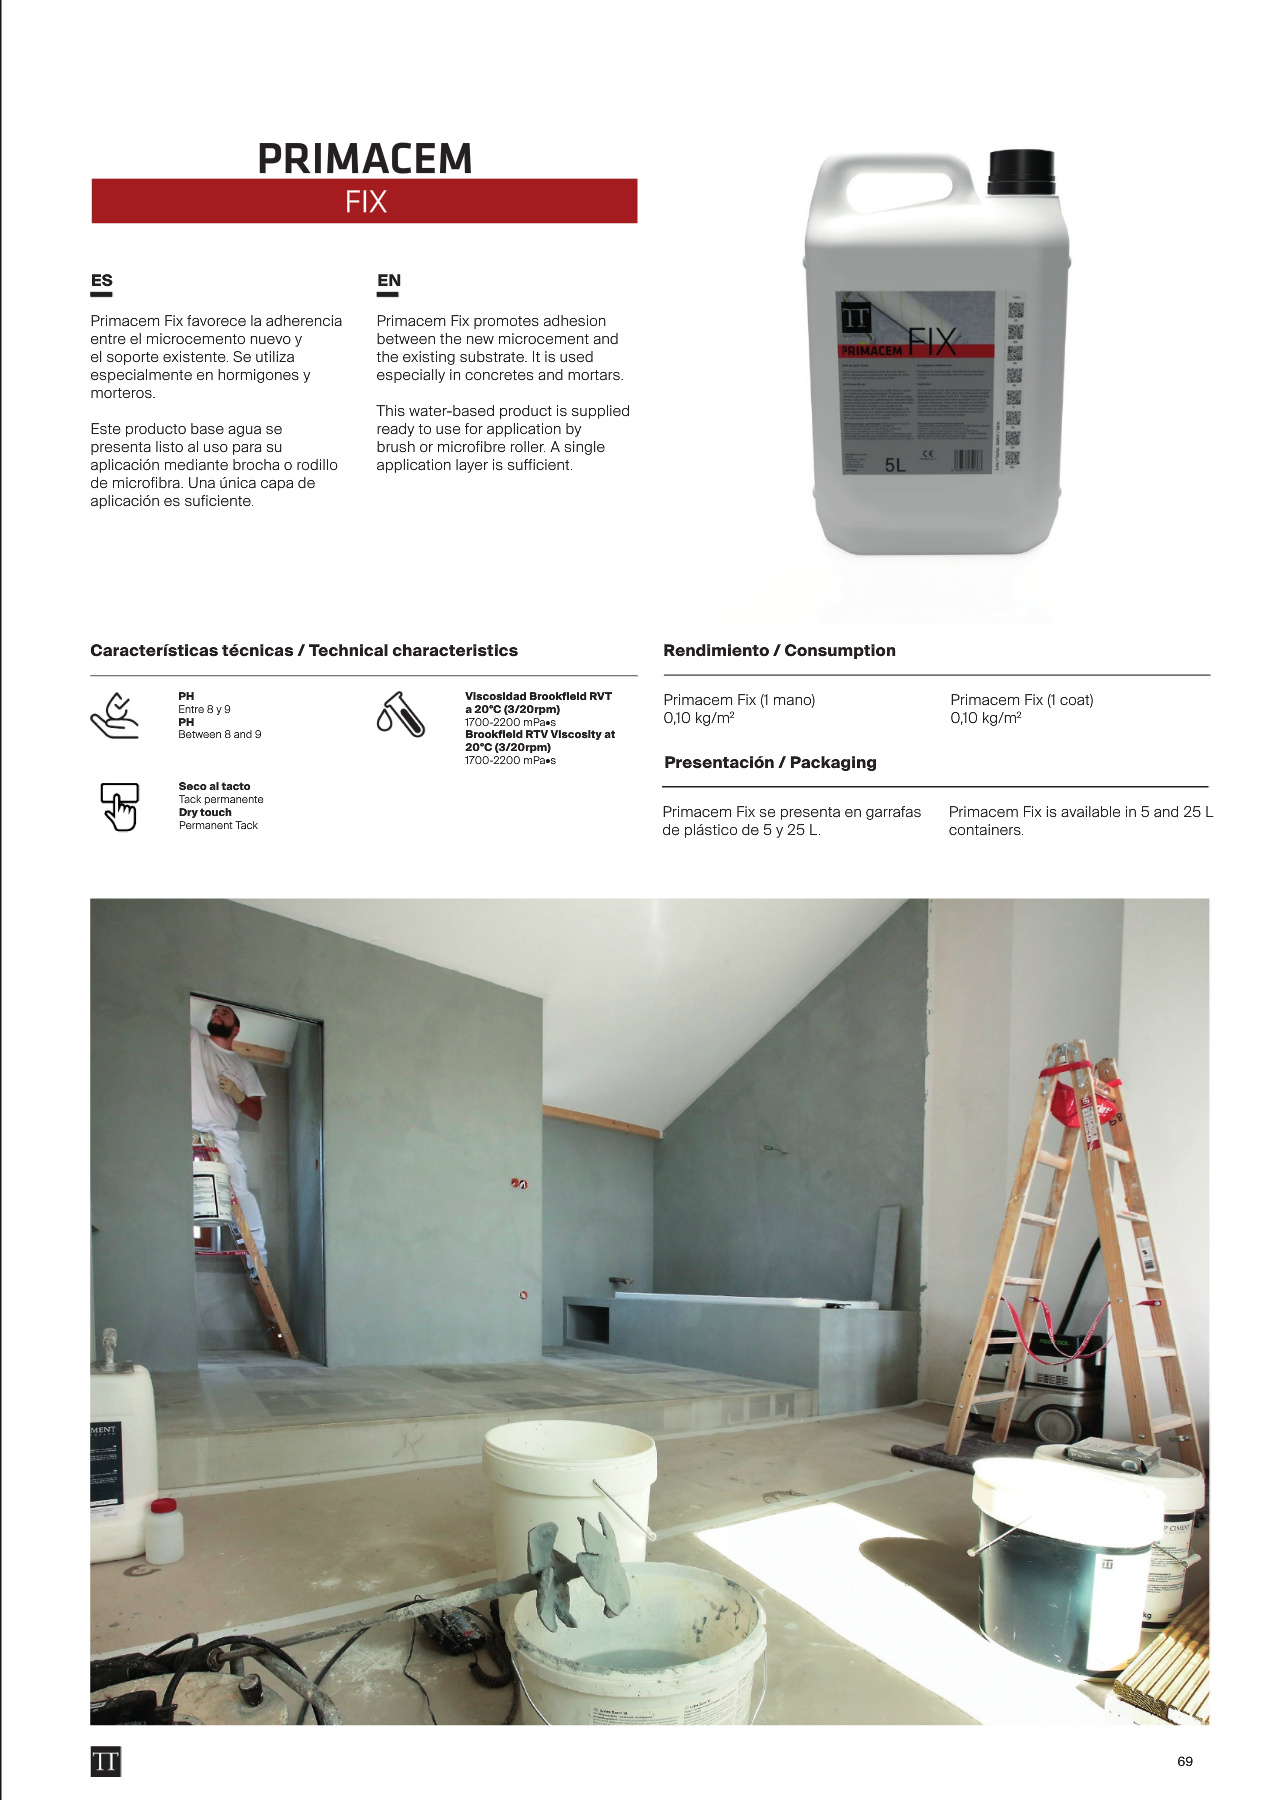 PRIMACEM
FIX
ES
Primacem Fix favorece la adherencia
entre el microcemento nuevo y
el soporte existente. Se utiliza
especialmente en hormigones y
morteros.
Este producto base agua se
presenta listo al uso para su
aplicación mediante brocha o rodillo
de microfibra. Una única capa de
aplicación es suficiente.
EN
Primacem Fix promotes adhesion
between the new microcement and
the existing substrate. It is used
especially in concretes and mortars.
This water-based product is supplied
ready to use for application by
brush or microfibre roller. A single
application layer is sufficient.
TT
PRIMACEM FIX
5L
CE
Características técnicas / Technical characteristics
PH
Entre 8 y 9
PH
Between 8 and 9
Viscosidad Brookfield RVT
a 20ºC (3/20rpm)
1700-2200 mPa•s
Brookfield RTV Viscosity at
20ºC (3/20rpm)
1700-2200 mPa•s
Seco al tacto
Tack permanente
Dry touch
Permanent Tack
Rendimiento / Consumption
Primacem Fix (1 mano)
0,10 kg/m²
Primacem Fix (1 coat)
0,10 kg/m²
Presentación / Packaging
Primacem Fix se presenta en garrafas
de plástico de 5 y 25 L.
Primacem Fix is available in 5 and 25 L
containers.
MENT
CIMENT
kg
TT
69